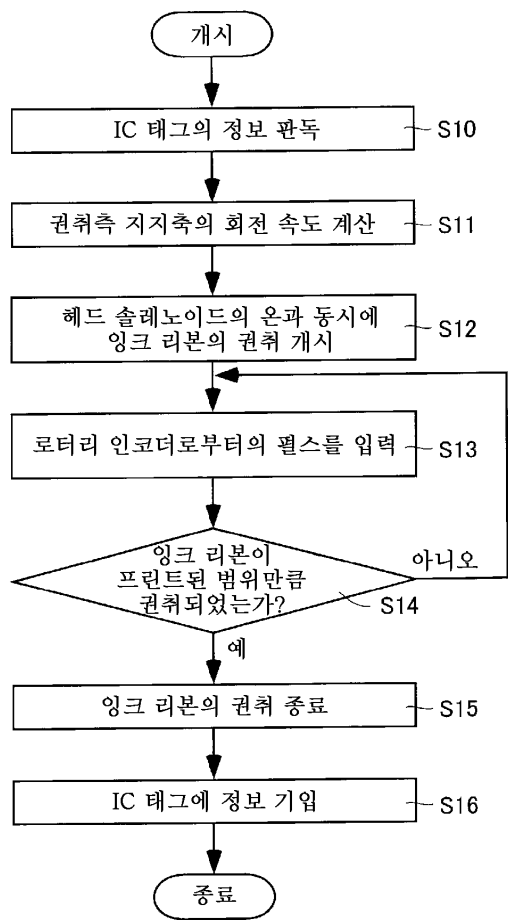 개시
IC 태그의 정보 판독
S10
권취측 지지축의 회전 속도 계산
S11
헤드 솔레노이드의 온과 동시에
잉크 리본의 권취 개시
S12
로터리 인코더로부터의 펄스를 입력
S13
잉크 리본이
프린트된 범위만큼
권취되었는가?
아니오
S14
예
잉크 리본의 권취 종료
S15
IC 태그에 정보 기입
S16
종료